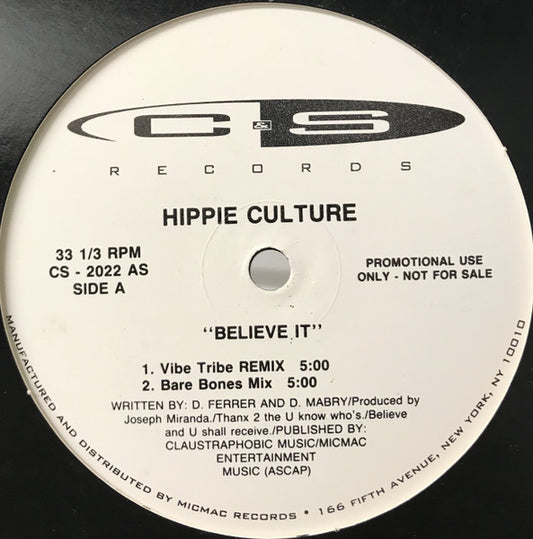 C & S
RECORDS
HIPPIE CULTURE
33 1/3 RPM
CS - 2022 AS
SIDE A
PROMOTIONAL USE
ONLY - NOT FOR SALE
"BELIEVE IT"
1. Vibe Tribe REMIX 5:00
2. Bare Bones Mix 5:00
WRITTEN BY: D. FERRER AND D. MABRY/Produced by
Joseph Miranda./Thanx 2 the U know who's./Believe
and U shall receive./PUBLISHED BY:
CLAUSTRAPHOBIC MUSIC/MICMAC
ENTERTAINMENT
MUSIC (ASCAP)
MANUFACTURED AND DISTRIBUTED BY MICMAC RECORDS • 166 FIFTH AVENUE, NEW YORK, NY 10010